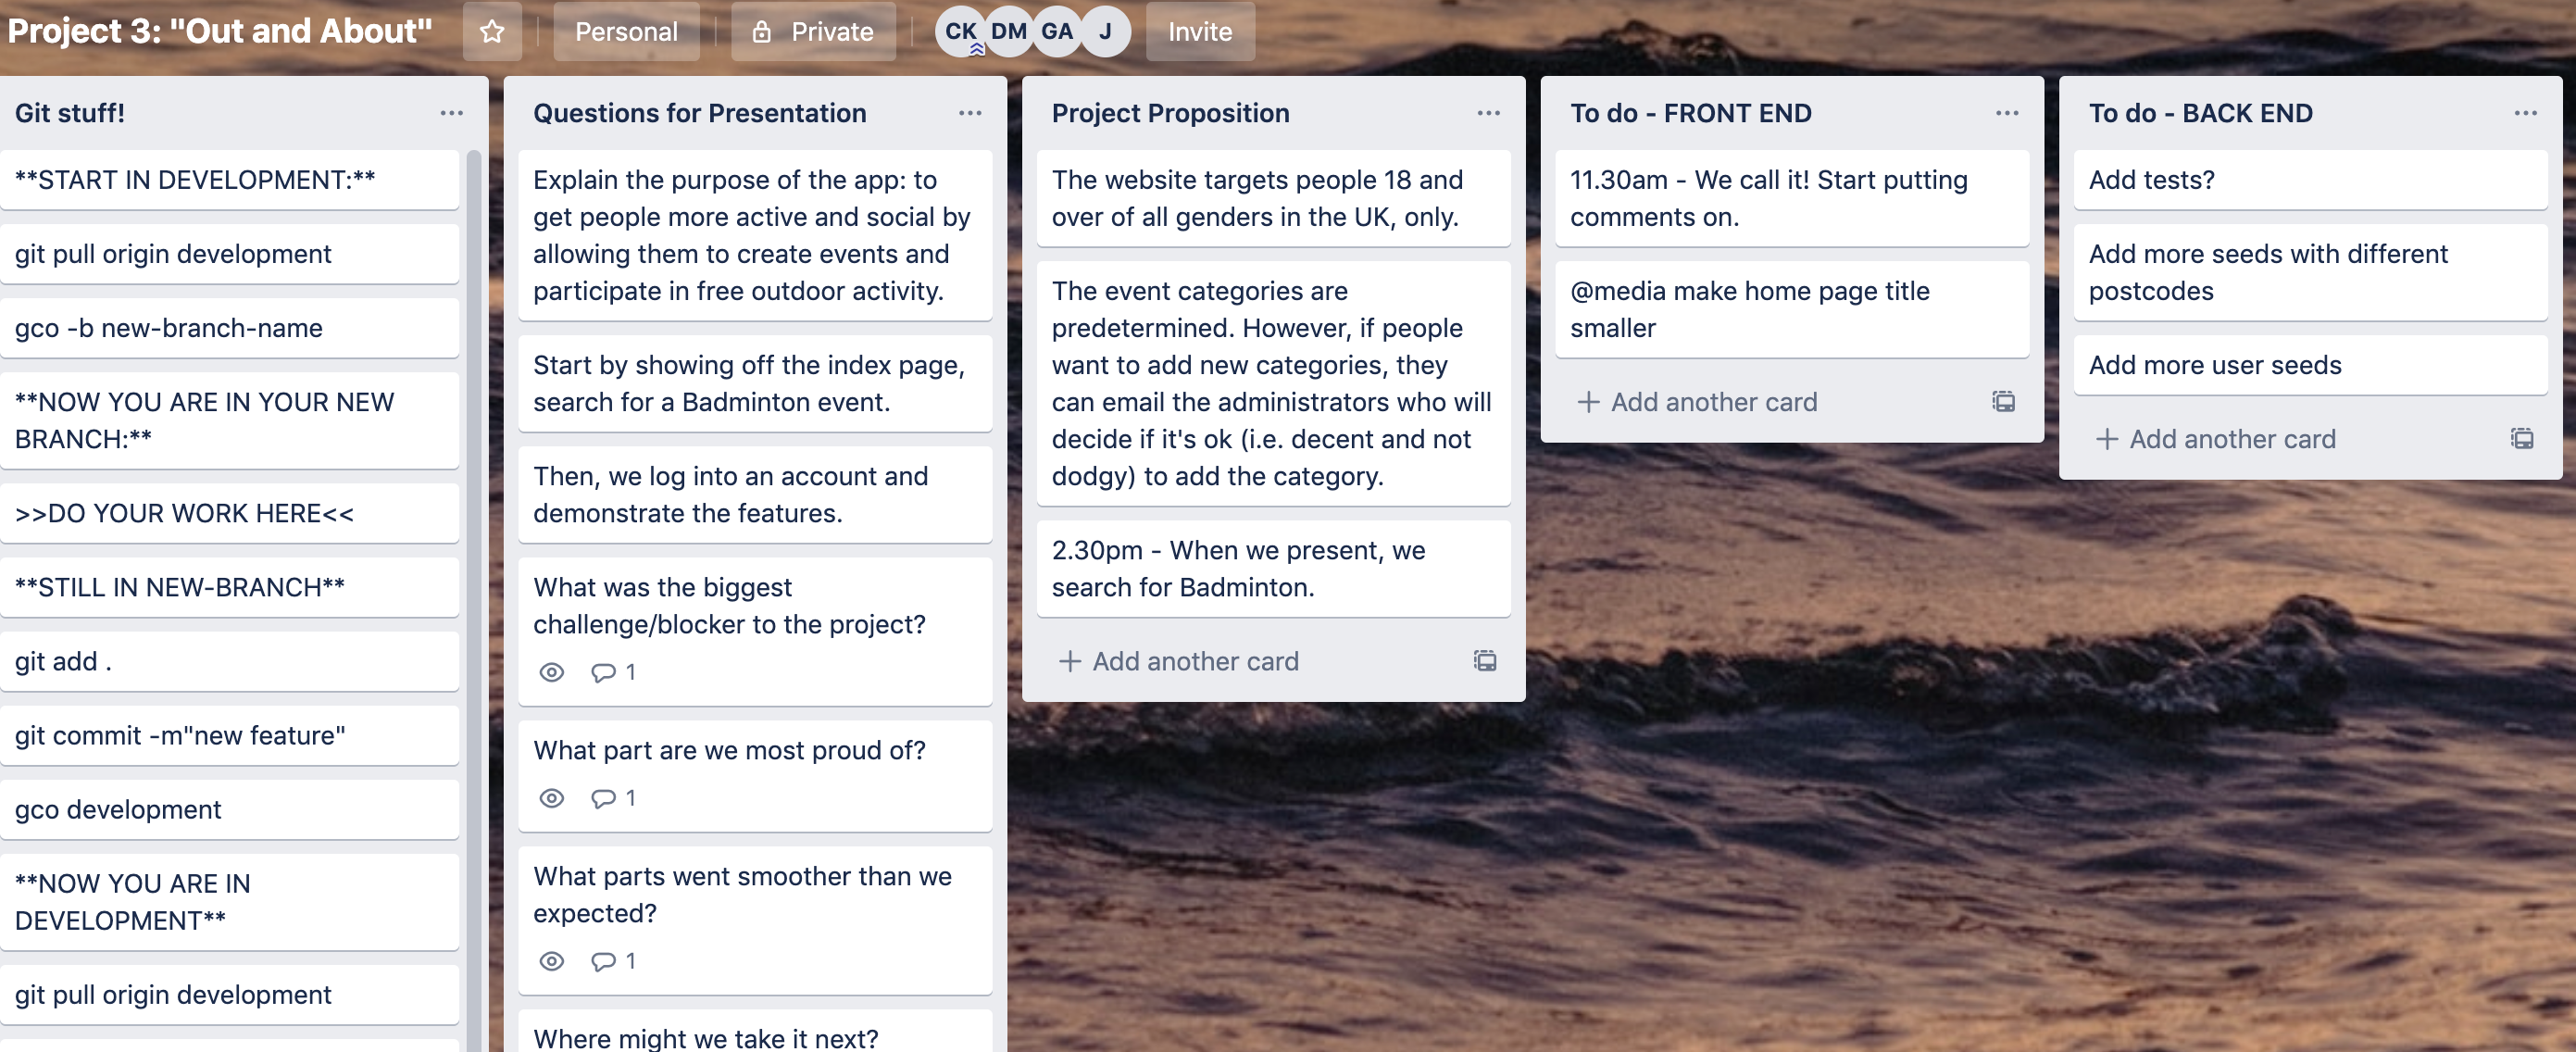 Project 3: "Out and About"
Personal
Private
CK
DM
GA
J
Invite
Git stuff!
**START IN DEVELOPMENT:**
git pull origin development
gco -b new-branch-name
**NOW YOU ARE IN YOUR NEW
BRANCH:**
>>DO YOUR WORK HERE<<
**STILL IN NEW-BRANCH**
git add .
git commit -m"new feature"
gco development
**NOW YOU ARE IN
DEVELOPMENT**
git pull origin development
Questions for Presentation
Explain the purpose of the app: to
get people more active and social by
allowing them to create events and
participate in free outdoor activity.
Start by showing off the index page,
search for a Badminton event.
Then, we log into an account and
demonstrate the features.
What was the biggest
challenge/blocker to the project?
1
What part are we most proud of?
1
What parts went smoother than we
expected?
1
Where might we take it next?
Project Proposition
The website targets people 18 and
over of all genders in the UK, only.
The event categories are
predetermined. However, if people
want to add new categories, they
can email the administrators who will
decide if it's ok (i.e. decent and not
dodgy) to add the category.
2.30pm - When we present, we
search for Badminton.
+ Add another card
To do - FRONT END
11.30am - We call it! Start putting
comments on.
@media make home page title
smaller
+ Add another card
To do - BACK END
Add tests?
Add more seeds with different
postcodes
Add more user seeds
+ Add another card